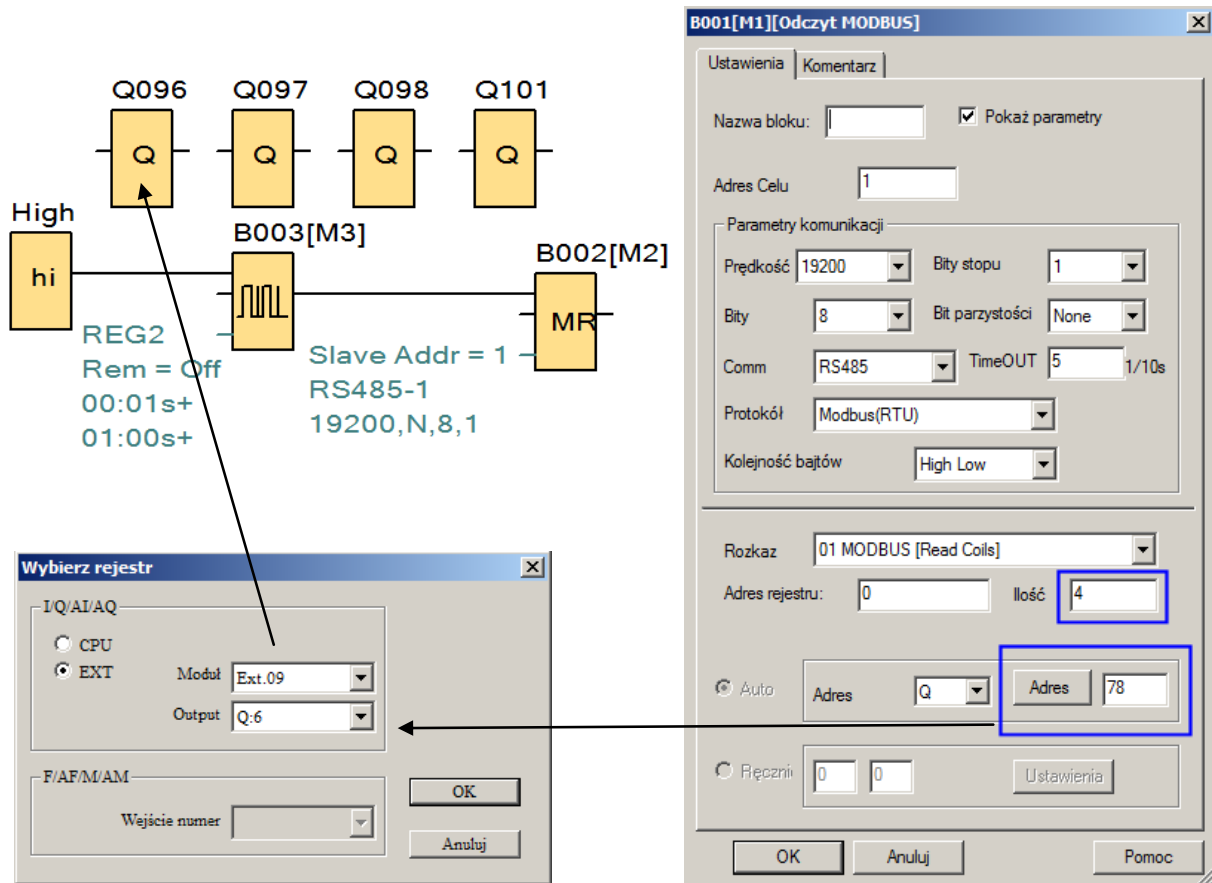 Q096 Q097 Q098 Q101
Q Q Q Q
High
hi
B003[M3]
B002[M2]
MR
REG2
Rem = Off
00:01s+
01:00s+
Slave Addr = 1
RS485-1
19200,N,8,1
Wybierz rejestr
I/Q/AI/AQ
CPU
EXT Moduł Ext.09
Output Q:6
F/AF/M/AM
Wejście numer
OK
Anuluj
B001[M1][Odczyt MODBUS]
Ustawienia Komentarz
Nazwa bloku: Pokaż parametry
Adres Celu 1
Parametry komunikacji
Prędkość 19200 Bity stopu 1
Bity 8 Bit parzystości None
Comm RS485 TimeOUT 5 1/10s
Protokół Modbus(RTU)
Kolejność bajtów High Low
Rozkaz 01 MODBUS [Read Coils]
Adres rejestru: 0 Ilość 4
Auto Adres Q Adres 78
Ręczni 0 0 Ustawienia
OK Anuluj Pomoc